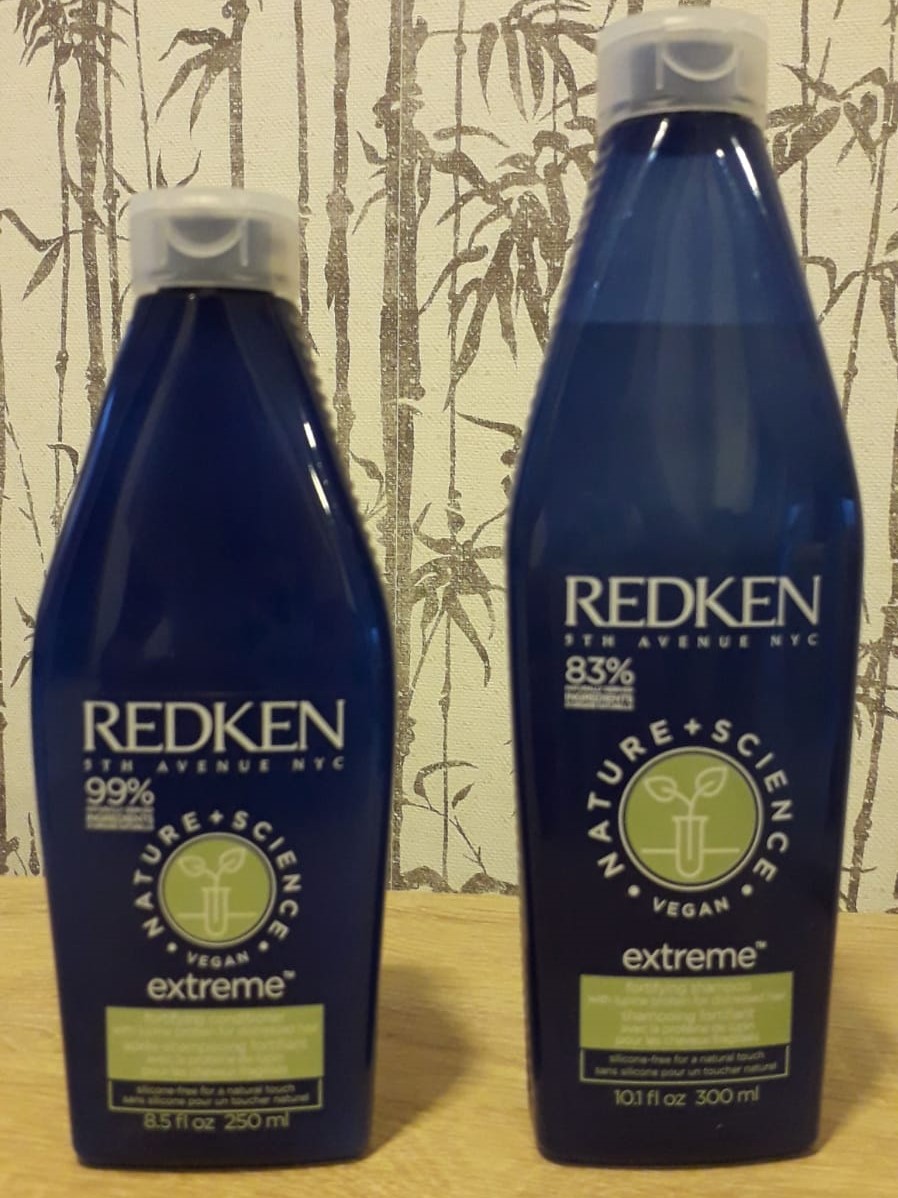 REDKEN
5TH AVENUE NYC
99%
INGREDIENTS
NATURE + SCIENCE
• VEGAN •
extreme™
silicone-free for a natural touch
sans silicone pour un toucher naturel
8.5 fl oz 250 ml
REDKEN
5TH AVENUE NYC
83%
INGREDIENTS
NATURE + SCIENCE
• VEGAN •
extreme™
fortifying shampoo
shampooing fortifiant
silicone-free for a natural touch
sans silicone pour un toucher naturel
10.1 fl oz 300 ml